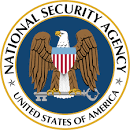 NATIONAL SECURITY AGENCY
UNITED STATES OF AMERICA